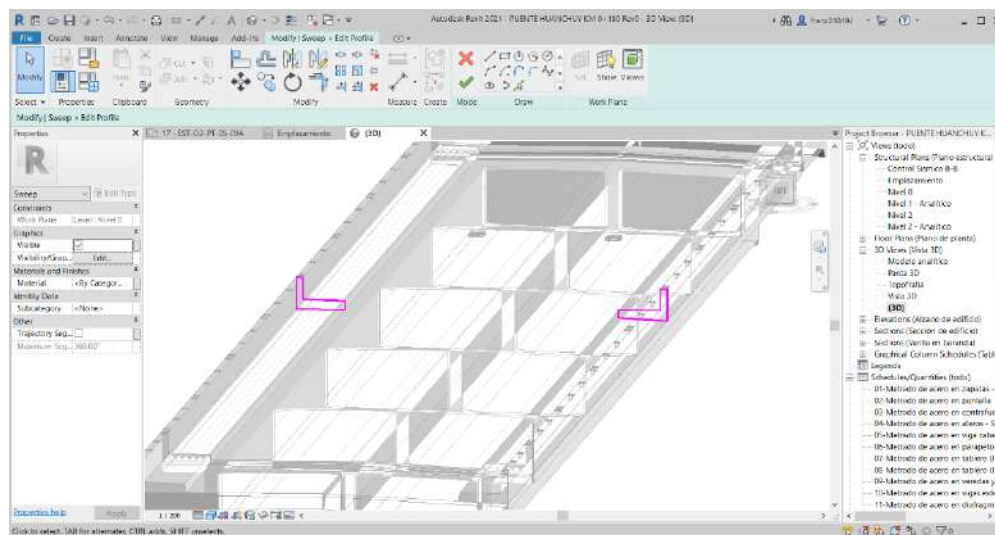 Autodesk Revit 2021 - PUENTE HUANCHUY KM 0+180 Rev0 - 3D View: {3D}
File Create Insert Annotate View Manage Add-Ins Modify | Sweep > Edit Profile
Modify
Cut
Join
Set Show Viewer
Select Properties Clipboard Geometry Modify Measure Create Mode Draw Work Plane
Modify | Sweep > Edit Profile
Properties
17 - EST-02-PT-05-09A
Emplazamiento
{3D}
Sweep
Edit Type
Constraints
Work Plane Level : Nivel 0
Graphics
Visible
Visibility/Grap... Edit...
Materials and Finishes
Material <By Categor...
Identity Data
Subcategory <None>
Other
Trajectory Seg...
Maximum Seg... 360.00°
Properties help
Apply
1 : 200
Click to select, TAB for alternates, CTRL adds, SHIFT unselects.
Project Browser - PUENTE HUANCHUY K...
Views (todo)
Structural Plans (Plano estructural
Control Sísmico B-B
Emplazamiento
Nivel 0
Nivel 1 - Analítico
Nivel 2
Nivel 2 - Analítico
Floor Plans (Plano de planta)
3D Views (Vista 3D)
Modelo analítico
Topografía
Vista 3D
{3D}
Elevations (Alzado de edificio)
Sections (Sección de edificio)
Sections (Varilla en baranda)
Graphical Column Schedules (Tabl
Legends
Schedules/Quantities (todo)
01-Metrado de acero en zapatas -
02-Metrado de acero en pantalla
03-Metrado de acero en contrafue
04-Metrado de acero en aleros - S
05-Metrado de acero en viga cabe
06-Metrado de acero en parapeto
07-Metrado de acero en tablero (I
08-Metrado de acero en tablero (I
09-Metrado de acero en veredas y
10-Metrado de acero en vigas exte
11-Metrado de acero en diafragm